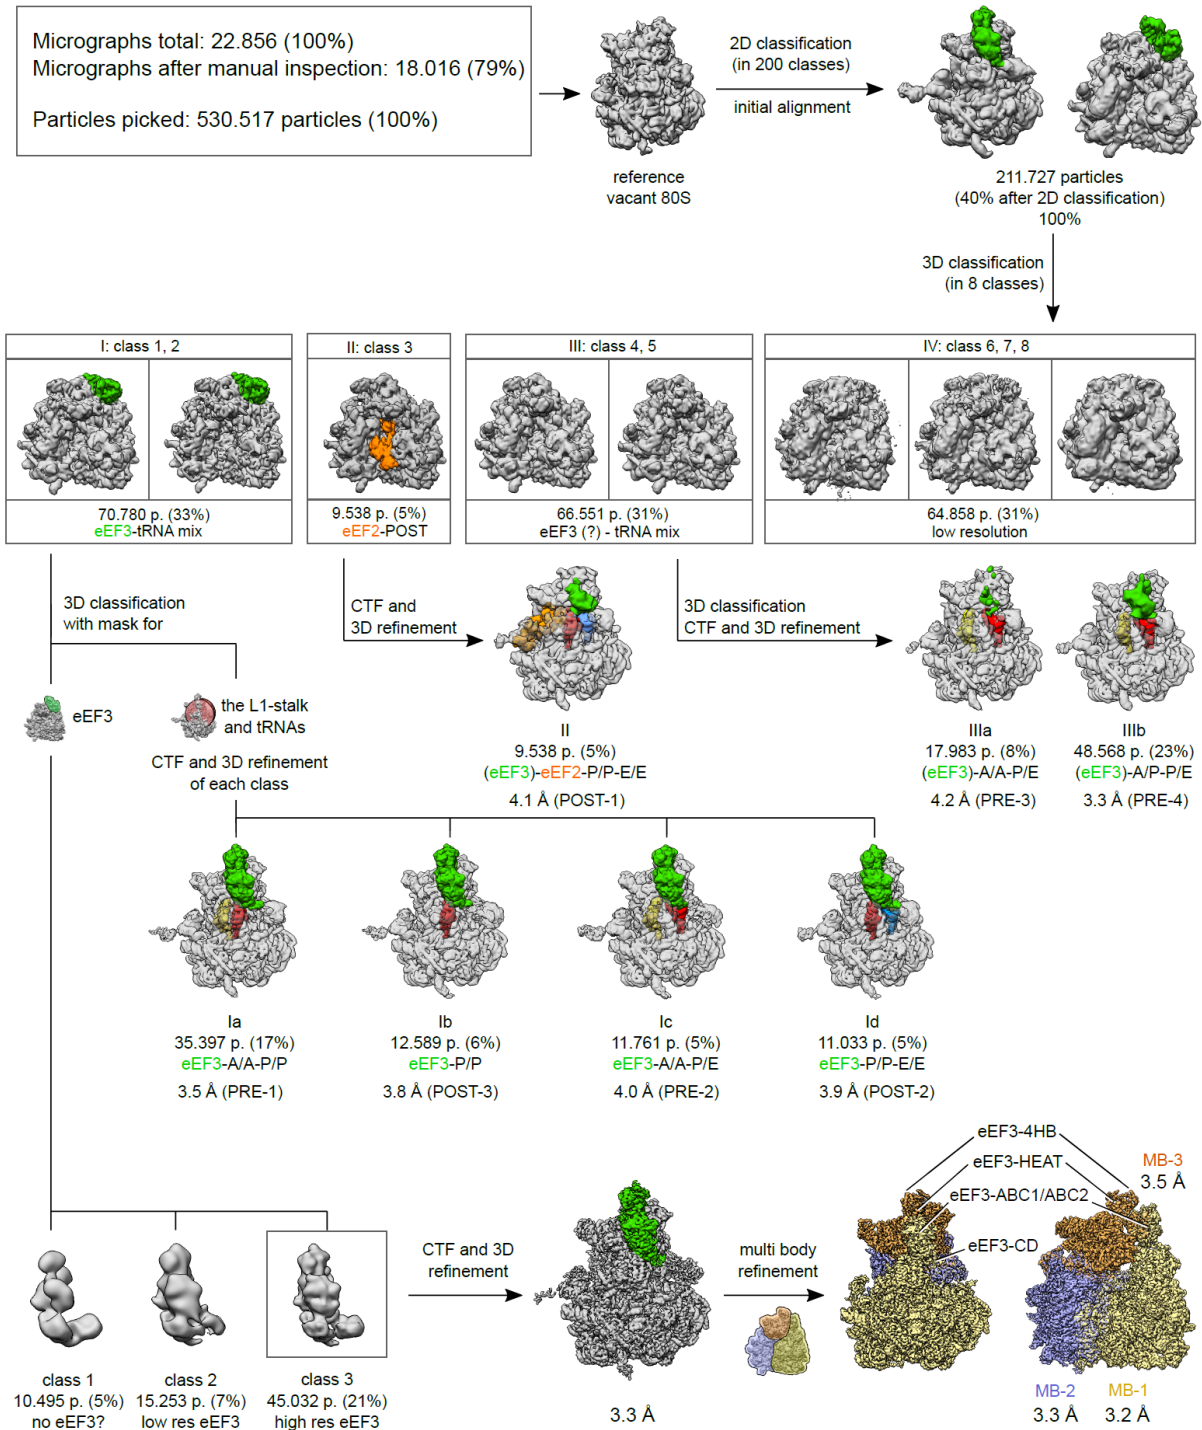 Micrographs total: 22.856 (100%)
Micrographs after manual inspection: 18.016 (79%)
Particles picked: 530.517 particles (100%)
reference
vacant 80S
2D classification
(in 200 classes)
initial alignment
211.727 particles
(40% after 2D classification)
100%
3D classification
(in 8 classes)
I: class 1, 2
70.780 p. (33%)
eEF3-tRNA mix
II: class 3
9.538 p. (5%)
eEF2-POST
III: class 4, 5
66.551 p. (31%)
eEF3 (?) - tRNA mix
IV: class 6, 7, 8
64.858 p. (31%)
low resolution
3D classification
with mask for
eEF3
the L1-stalk
and tRNAs
CTF and 3D refinement
of each class
CTF and
3D refinement
II
9.538 p. (5%)
(eEF3)-eEF2-P/P-E/E
4.1 Å (POST-1)
3D classification
CTF and 3D refinement
IIIa
17.983 p. (8%)
(eEF3)-A/A-P/E
4.2 Å (PRE-3)
IIIb
48.568 p. (23%)
(eEF3)-A/P-P/E
3.3 Å (PRE-4)
Ia
35.397 p. (17%)
eEF3-A/A-P/P
3.5 Å (PRE-1)
Ib
12.589 p. (6%)
eEF3-P/P
3.8 Å (POST-3)
Ic
11.761 p. (5%)
eEF3-A/A-P/E
4.0 Å (PRE-2)
Id
11.033 p. (5%)
eEF3-P/P-E/E
3.9 Å (POST-2)
class 1
10.495 p. (5%)
no eEF3?
class 2
15.253 p. (7%)
low res eEF3
class 3
45.032 p. (21%)
high res eEF3
CTF and 3D
refinement
3.3 Å
multi body
refinement
eEF3-4HB
eEF3-HEAT
eEF3-ABC1/ABC2
eEF3-CD
MB-3
3.5 Å
MB-2
3.3 Å
MB-1
3.2 Å